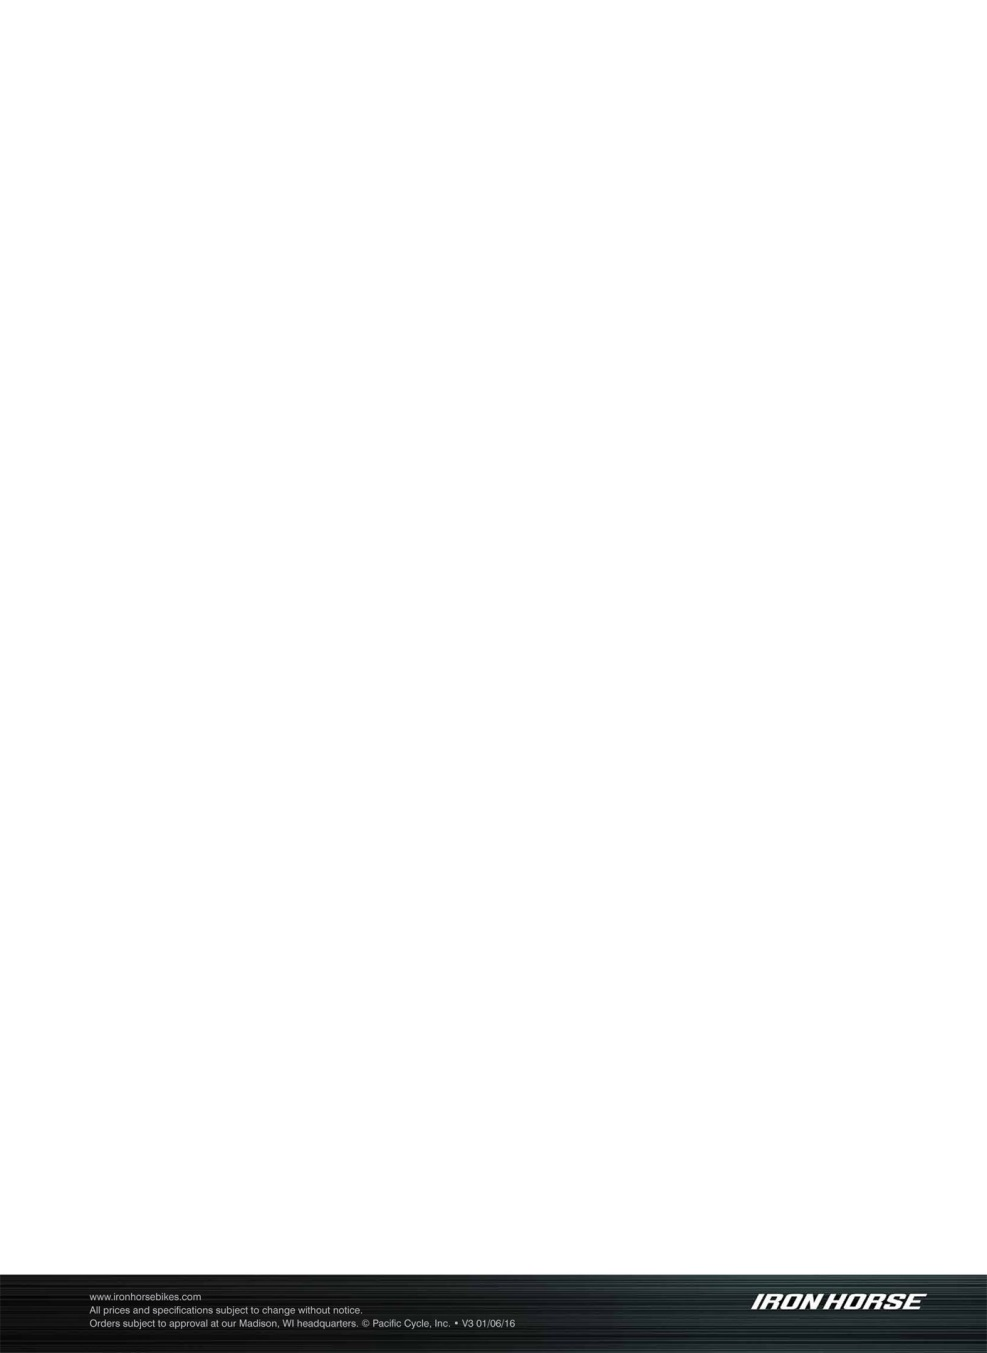 www.ironhorsebikes.com
All prices and specifications subject to change without notice.
Orders subject to approval at our Madison, WI headquarters. © Pacific Cycle, Inc. • V3 01/06/16
IRON HORSE